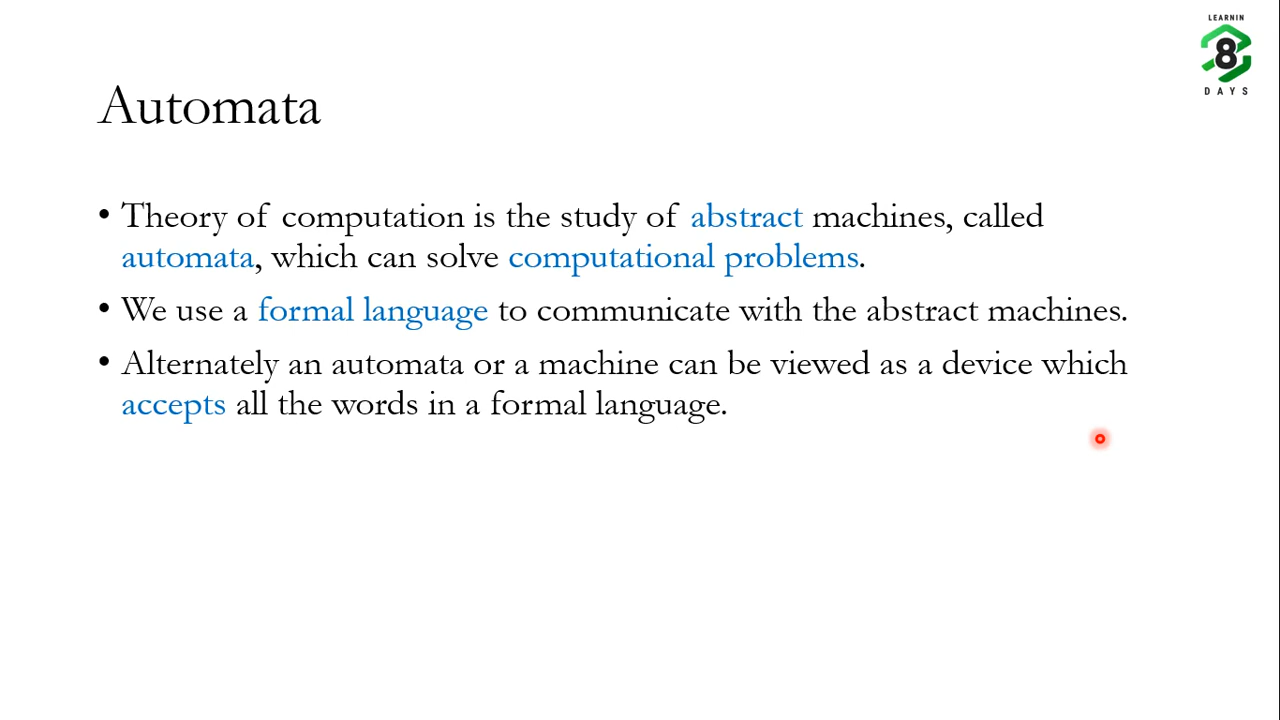 LEARNIN
8
DAYS
Automata
• Theory of computation is the study of abstract machines, called
automata, which can solve computational problems.
• We use a formal language to communicate with the abstract machines.
• Alternately an automata or a machine can be viewed as a device which
accepts all the words in a formal language.